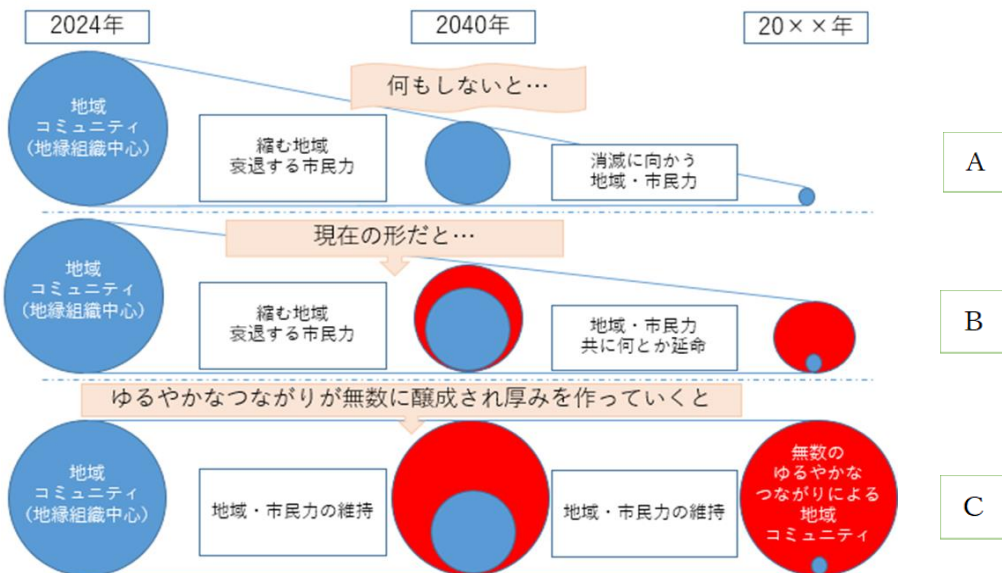 2024年
2040年
20××年
何もしないと…
地域
コミュニティ
(地縁組織中心)
縮む地域
衰退する市民力
消滅に向かう
地域・市民力
A
現在の形だと…
地域
コミュニティ
(地縁組織中心)
縮む地域
衰退する市民力
地域・市民力
共に何とか延命
B
ゆるやかなつながりが無数に醸成され厚みを作っていくと
地域
コミュニティ
(地縁組織中心)
地域・市民力の維持
地域・市民力の維持
無数の
ゆるやかな
つながりによる
地域
コミュニティ
C